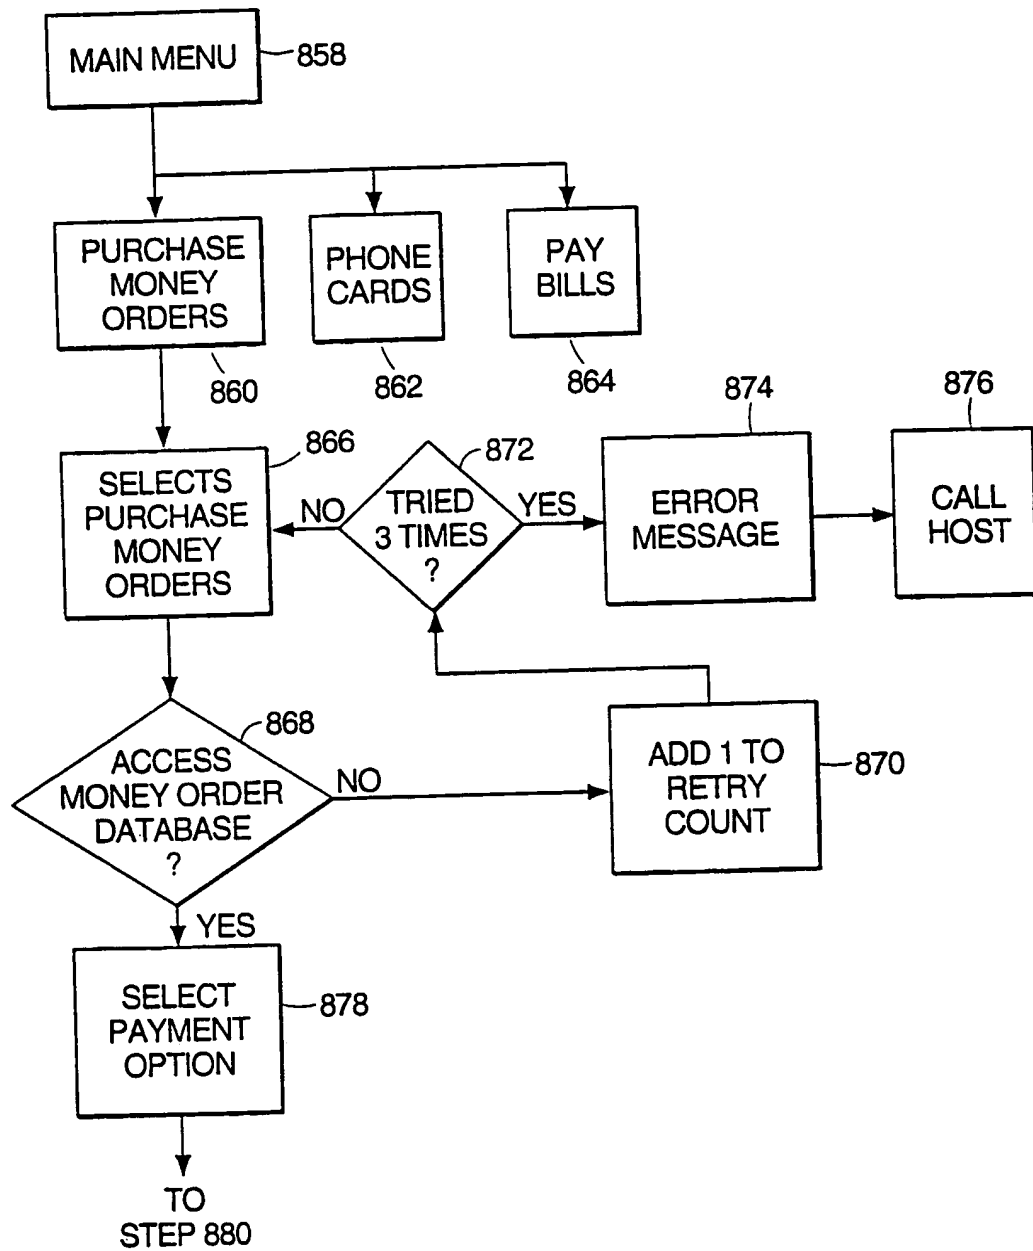 MAIN MENU
858
PURCHASE
MONEY
ORDERS
PHONE
CARDS
PAY
BILLS
860
862
864
874
876
866
872
SELECTS
PURCHASE
MONEY
ORDERS
NO
TRIED
3 TIMES
?
YES
ERROR
MESSAGE
CALL
HOST
868
ACCESS
MONEY ORDER
DATABASE
?
NO
ADD 1 TO
RETRY
COUNT
870
YES
SELECT
PAYMENT
OPTION
878
TO
STEP 880